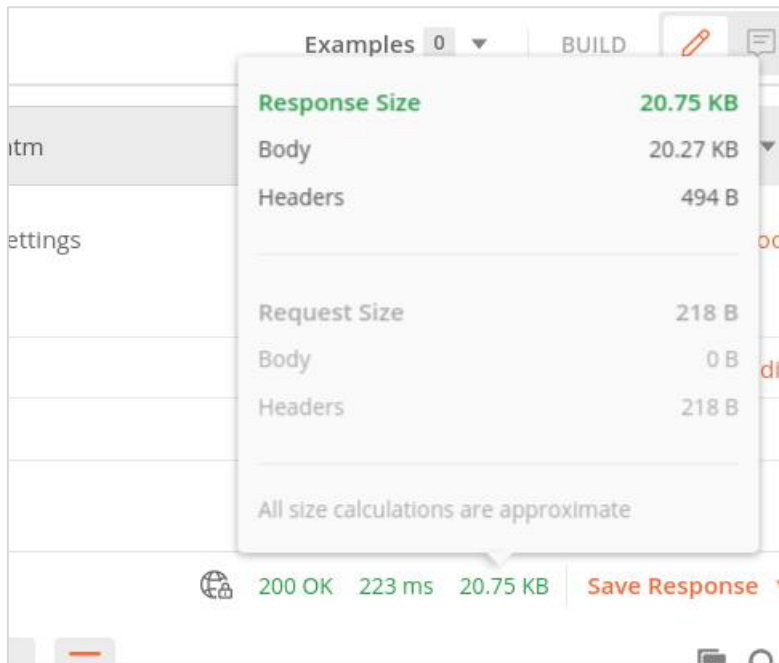 Examples 0 BUILD
Response Size 20.75 KB
Body 20.27 KB
Headers 494 B
Request Size 218 B
Body 0 B
Headers 218 B
All size calculations are approximate
ettings
200 OK 223 ms 20.75 KB Save Response